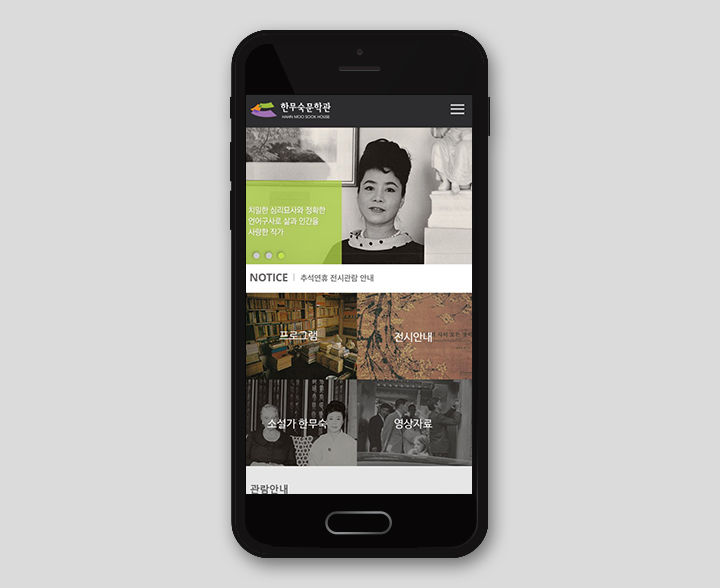 한무숙문학관
HAHN MOO SOOK HOUSE
치밀한 심리묘사와 정확한
언어구사로 삶과 인간을
사랑한 작가
NOTICE | 추석연휴 전시관람 안내
프로그램
전시안내
소설가 한무숙
영상자료
관람안내